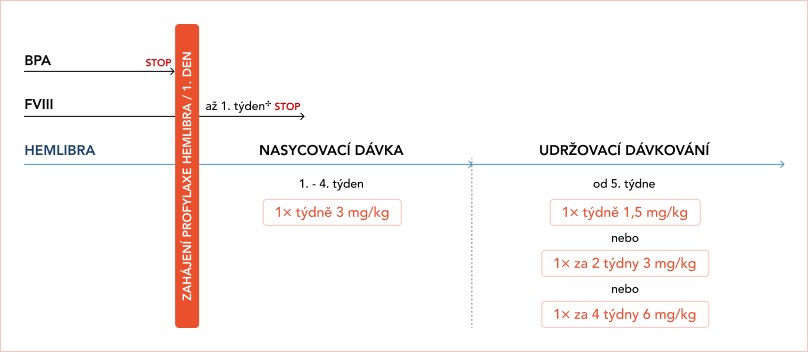 BPA
STOP
FVIII
až 1. týden✢ STOP
ZAHÁJENÍ PROFYLAXE HEMLIBRA / 1. DEN
HEMLIBRA
NASYCOVACÍ DÁVKA
1. - 4. týden
1× týdně 3 mg/kg
UDRŽOVACÍ DÁVKOVÁNÍ
od 5. týdne
1× týdně 1,5 mg/kg
nebo
1× za 2 týdny 3 mg/kg
nebo
1× za 4 týdny 6 mg/kg